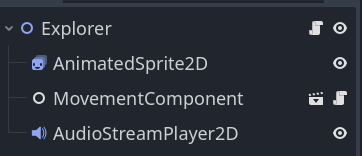 Explorer
AnimatedSprite2D
MovementComponent
AudioStreamPlayer2D